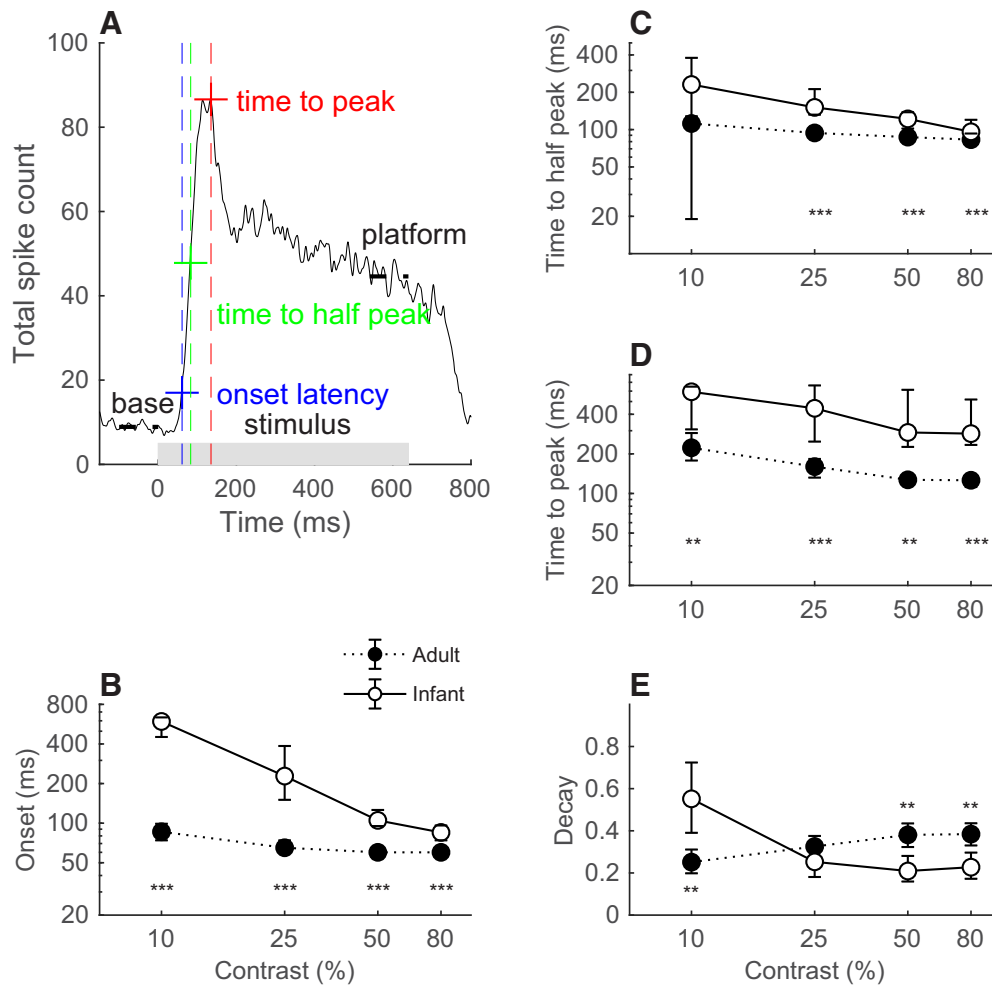 A
100
80
60
40
20
0
Total spike count
time to peak
platform
time to half peak
base
onset latency
stimulus
0 200 400 600 800
Time (ms)
C
400
200
100
50
20
Time to half peak (ms)
*** *** ***
10 25 50 80
D
400
200
100
50
20
Time to peak (ms)
** *** ** ***
10 25 50 80
Adult
Infant
B
800
400
200
100
50
20
Onset (ms)
*** *** *** ***
10 25 50 80
Contrast (%)
E
0.8
0.6
0.4
0.2
0
Decay
** **
**
10 25 50 80
Contrast (%)